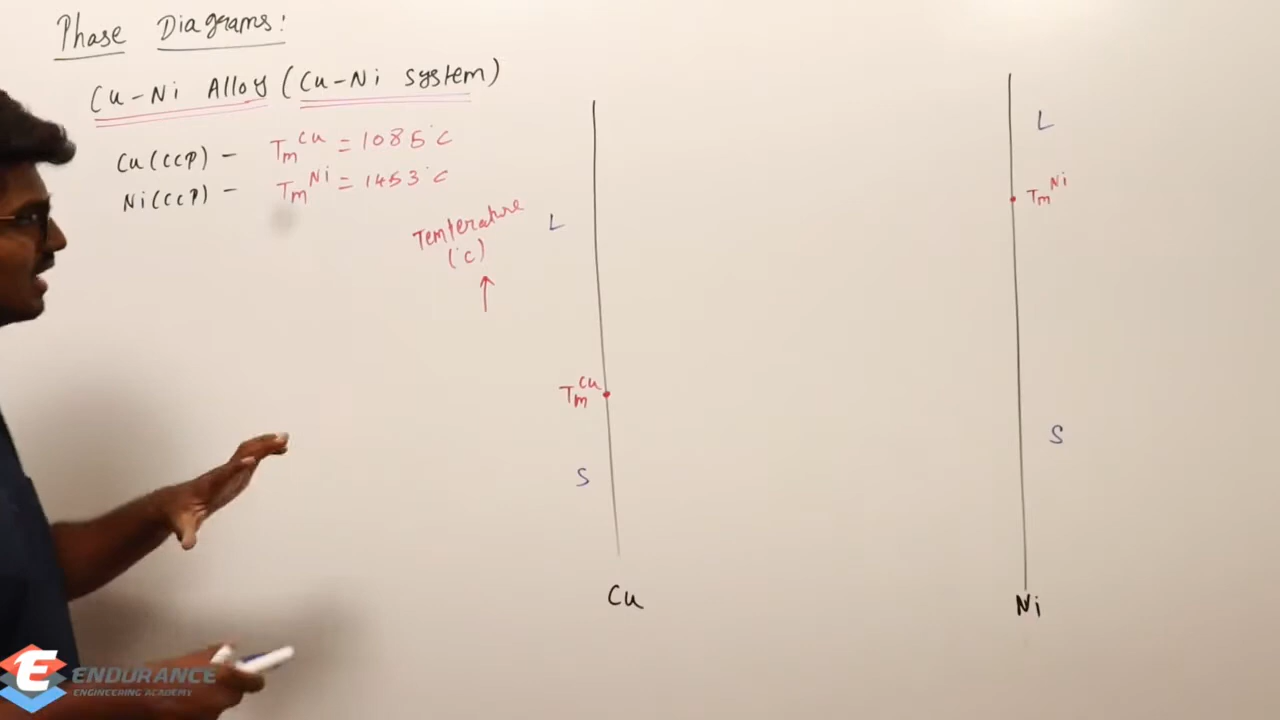 Phase Diagrams:
Cu-Ni Alloy (Cu-Ni system)
Cu(CCP) - Tm^Cu = 1085°C
Ni(CCP) - Tm^Ni = 1453°C
Temterature
(°C)
↑
L
Tm^Cu
S
Cu
L
Tm^Ni
S
Ni
E ENDURANCE
ENGINEERING ACADEMY